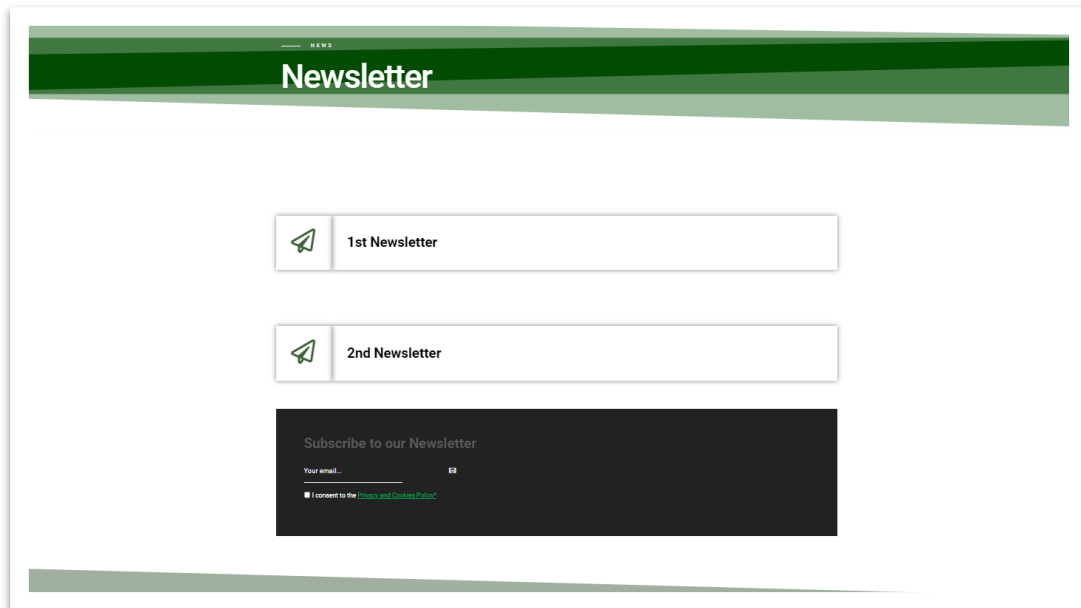 NEWS
Newsletter
1st Newsletter
2nd Newsletter
Subscribe to our Newsletter
Your email...
I consent to the Privacy and Cookies Policy*